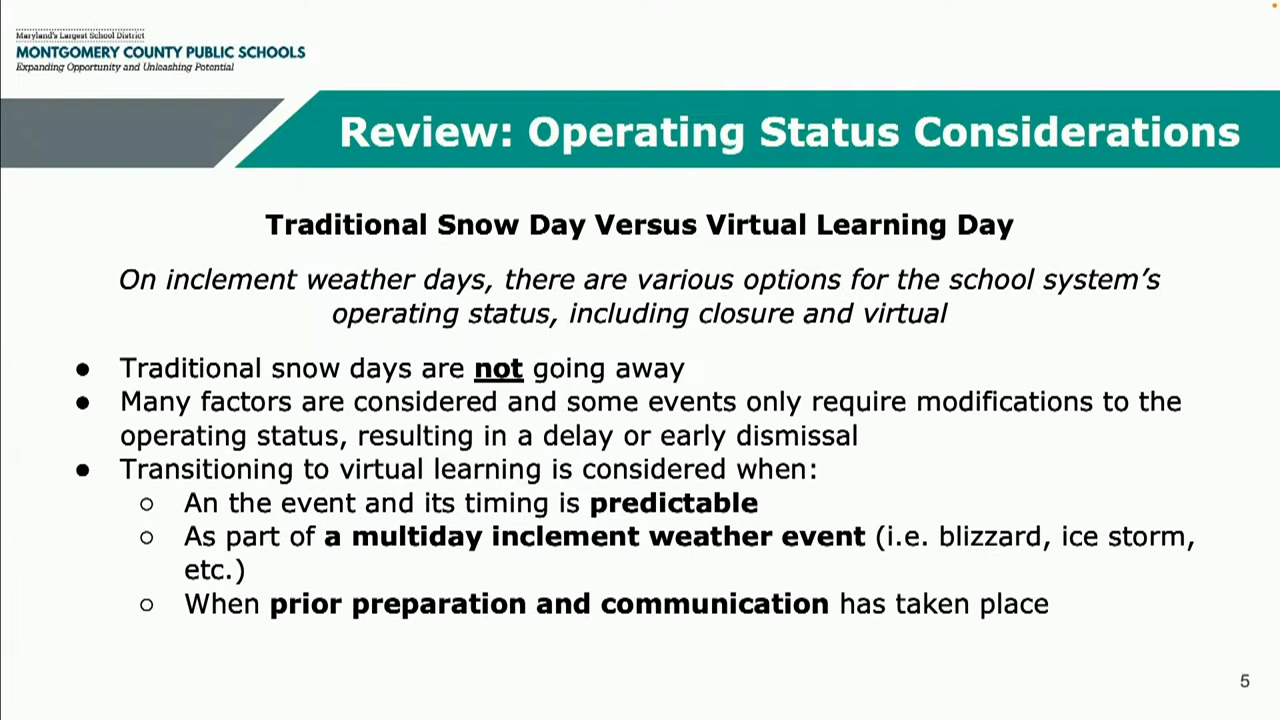 Maryland's Largest School District
MONTGOMERY COUNTY PUBLIC SCHOOLS
Expanding Opportunity and Unleashing Potential
Review: Operating Status Considerations
Traditional Snow Day Versus Virtual Learning Day
On inclement weather days, there are various options for the school system's
operating status, including closure and virtual
● Traditional snow days are not going away
● Many factors are considered and some events only require modifications to the
operating status, resulting in a delay or early dismissal
● Transitioning to virtual learning is considered when:
○ An the event and its timing is predictable
○ As part of a multiday inclement weather event (i.e. blizzard, ice storm,
etc.)
○ When prior preparation and communication has taken place
5